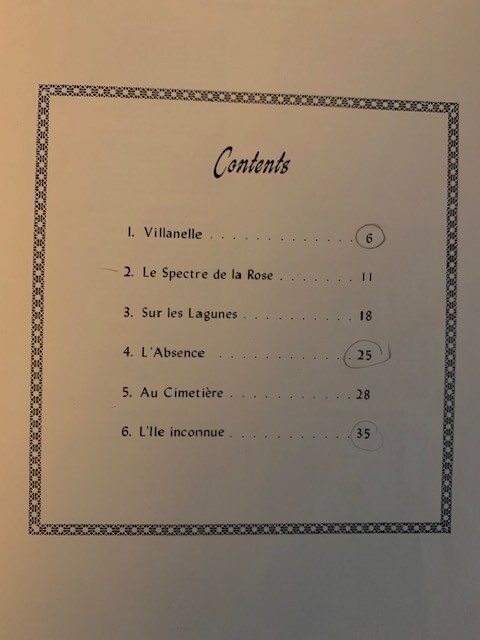 Contents
1. Villanelle . . . . . . . . . . . . . 6
2. Le Spectre de la Rose . . . . . . . 11
3. Sur les Lagunes . . . . . . . . . . 18
4. L'Absence . . . . . . . . . . . . 25
5. Au Cimetière . . . . . . . . . . . 28
6. L'Ile inconnue . . . . . . . . . . . 35